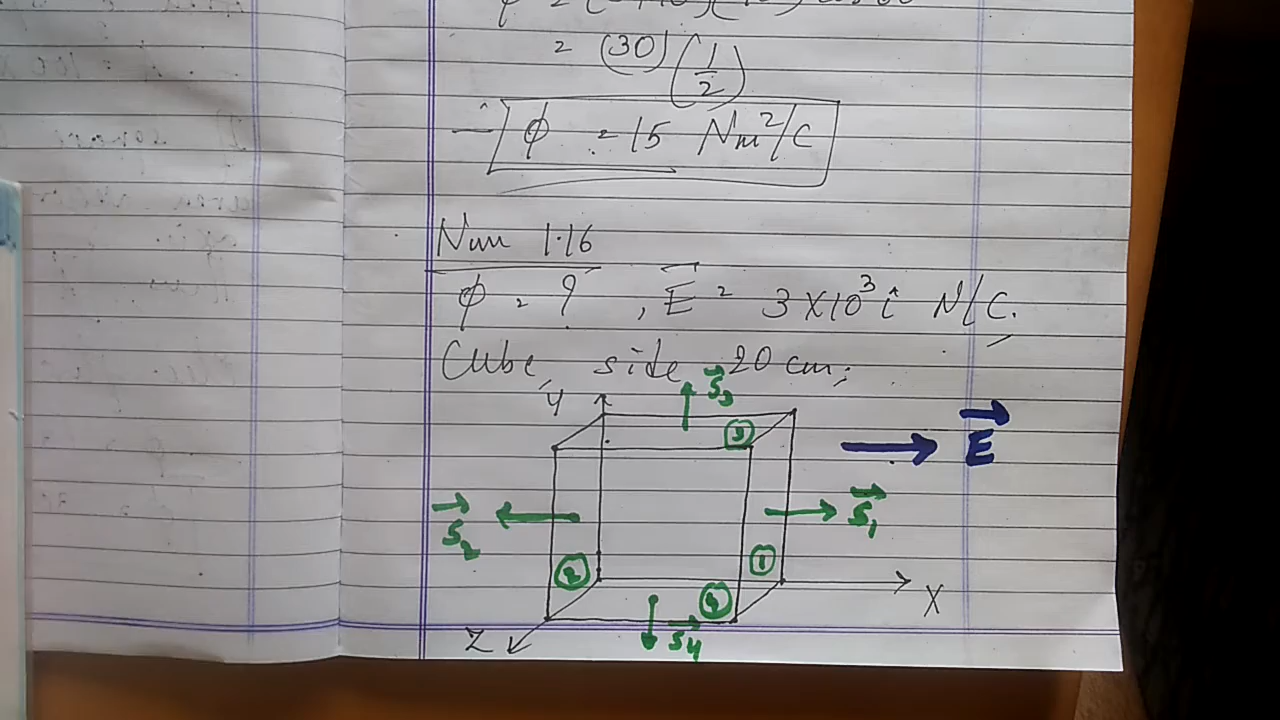 = (30) (1/2)
→ ϕ = 15 Nm²/C
Num 1.16
ϕ = ? , E = 3 X10³ î N/C.
Cube, side 20 cm;
Y S₃
③ E
S₂ S₁
② ①
④ X
Z S₄